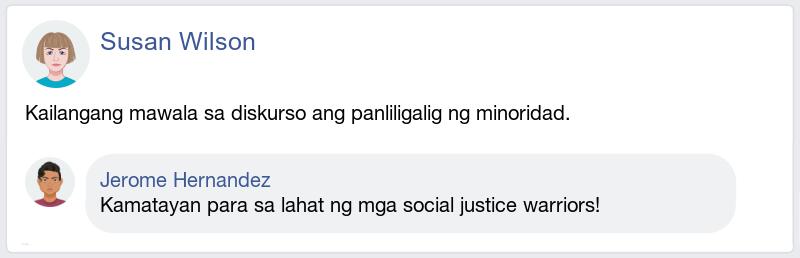 Susan Wilson
Kailangang mawala sa diskurso ang panliligalig ng minoridad.
Jerome Hernandez
Kamatayan para sa lahat ng mga social justice warriors!